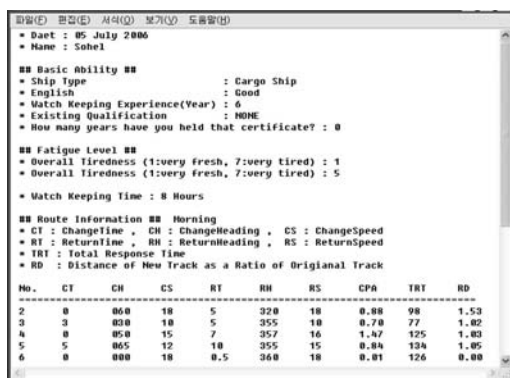 파일(F) 편집(E) 서식(O) 보기(V) 도움말(H)
* Daet : 05 July 2006
* Name : Sohel
## Basic Ability ##
* Ship Type : Cargo Ship
* English : Good
* Watch Keeping Experience(Year) : 6
* Existing Qualification : NONE
* How many years have you held that certificate? : 0
## Fatigue Level ##
* Overall Tiredness (1:very fresh, 7:very tired) : 1
* Overall Tiredness (1:very fresh, 7:very tired) : 5
* Watch Keeping Time : 8 Hours
## Route Information ## Morning
* CT : ChangeTime , CH : ChangeHeading , CS : ChangeSpeed
* RT : ReturnTime , RH : ReturnHeading , RS : ReturnSpeed
* TRT : Total Response Time
* RD : Distance of New Track as a Ratio of Origianal Track
No. CT CH CS RT RH RS CPA TRT RD
2 0 060 18 5 320 18 0.88 98 1.53
3 3 030 10 5 355 10 0.70 77 1.02
4 0 050 15 7 357 16 1.47 125 1.03
5 5 065 12 10 355 15 0.84 134 1.05
6 0 000 18 0.5 360 18 0.01 126 0.00